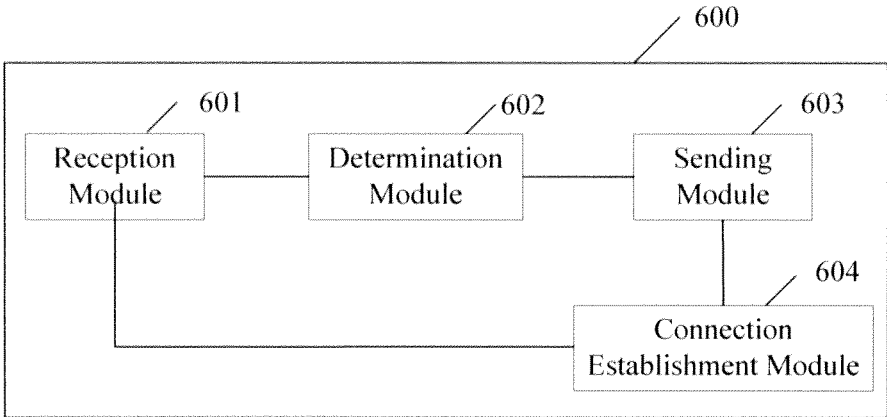 600
601
602
603
Reception
Module
Determination
Module
Sending
Module
604
Connection
Establishment Module